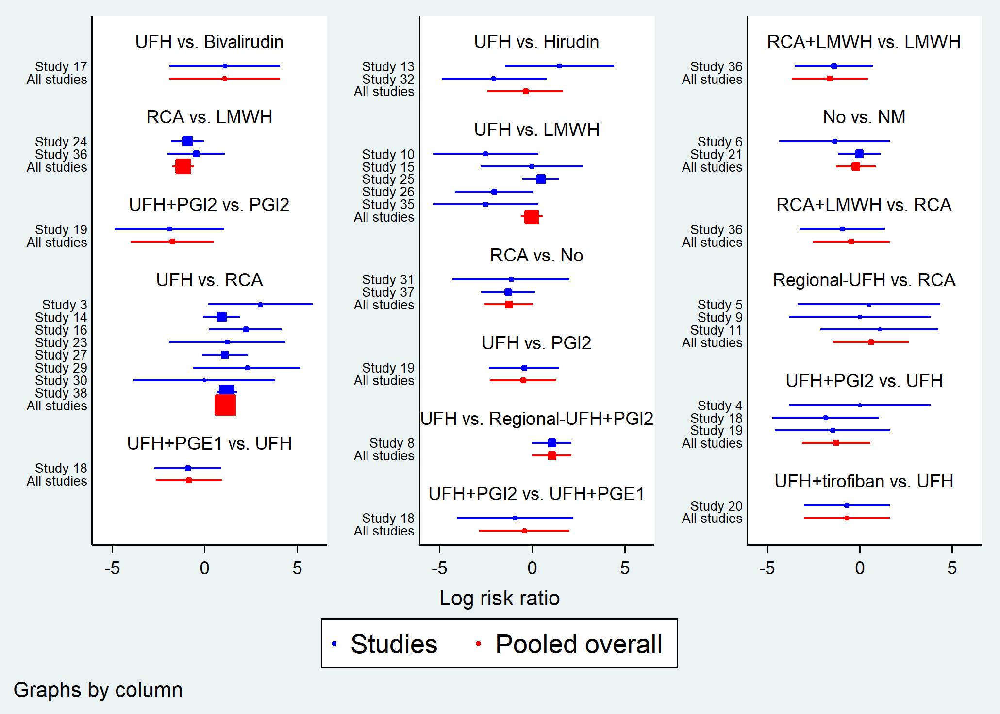 UFH vs. Bivalirudin
Study 17
All studies
RCA vs. LMWH
Study 24
Study 36
All studies
UFH+PGI2 vs. PGI2
Study 19
All studies
UFH vs. RCA
Study 3
Study 14
Study 16
Study 23
Study 27
Study 29
Study 30
Study 38
All studies
UFH+PGE1 vs. UFH
Study 18
All studies
-5 0 5
UFH vs. Hirudin
Study 13
Study 32
All studies
UFH vs. LMWH
Study 10
Study 15
Study 25
Study 26
Study 35
All studies
RCA vs. No
Study 31
Study 37
All studies
UFH vs. PGI2
Study 19
All studies
UFH vs. Regional-UFH+PGI2
Study 8
All studies
UFH+PGI2 vs. UFH+PGE1
Study 18
All studies
-5 0 5
RCA+LMWH vs. LMWH
Study 36
All studies
No vs. NM
Study 6
Study 21
All studies
RCA+LMWH vs. RCA
Study 36
All studies
Regional-UFH vs. RCA
Study 5
Study 9
Study 11
All studies
UFH+PGI2 vs. UFH
Study 4
Study 18
Study 19
All studies
UFH+tirofiban vs. UFH
Study 20
All studies
-5 0 5
Log risk ratio
Studies Pooled overall
Graphs by column